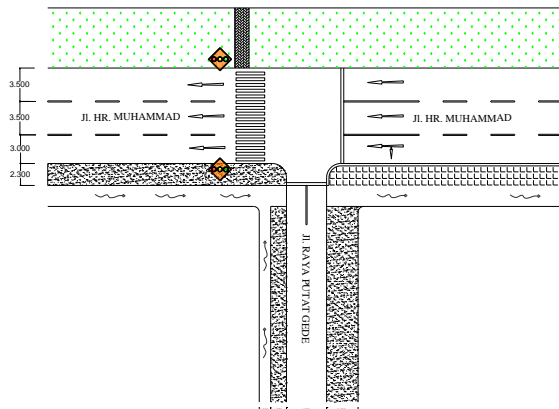 3.500
3.500
Jl. HR. MUHAMMAD
Jl. HR. MUHAMMAD
3.000
2.300
JL. RAYA PUTAT GEDE